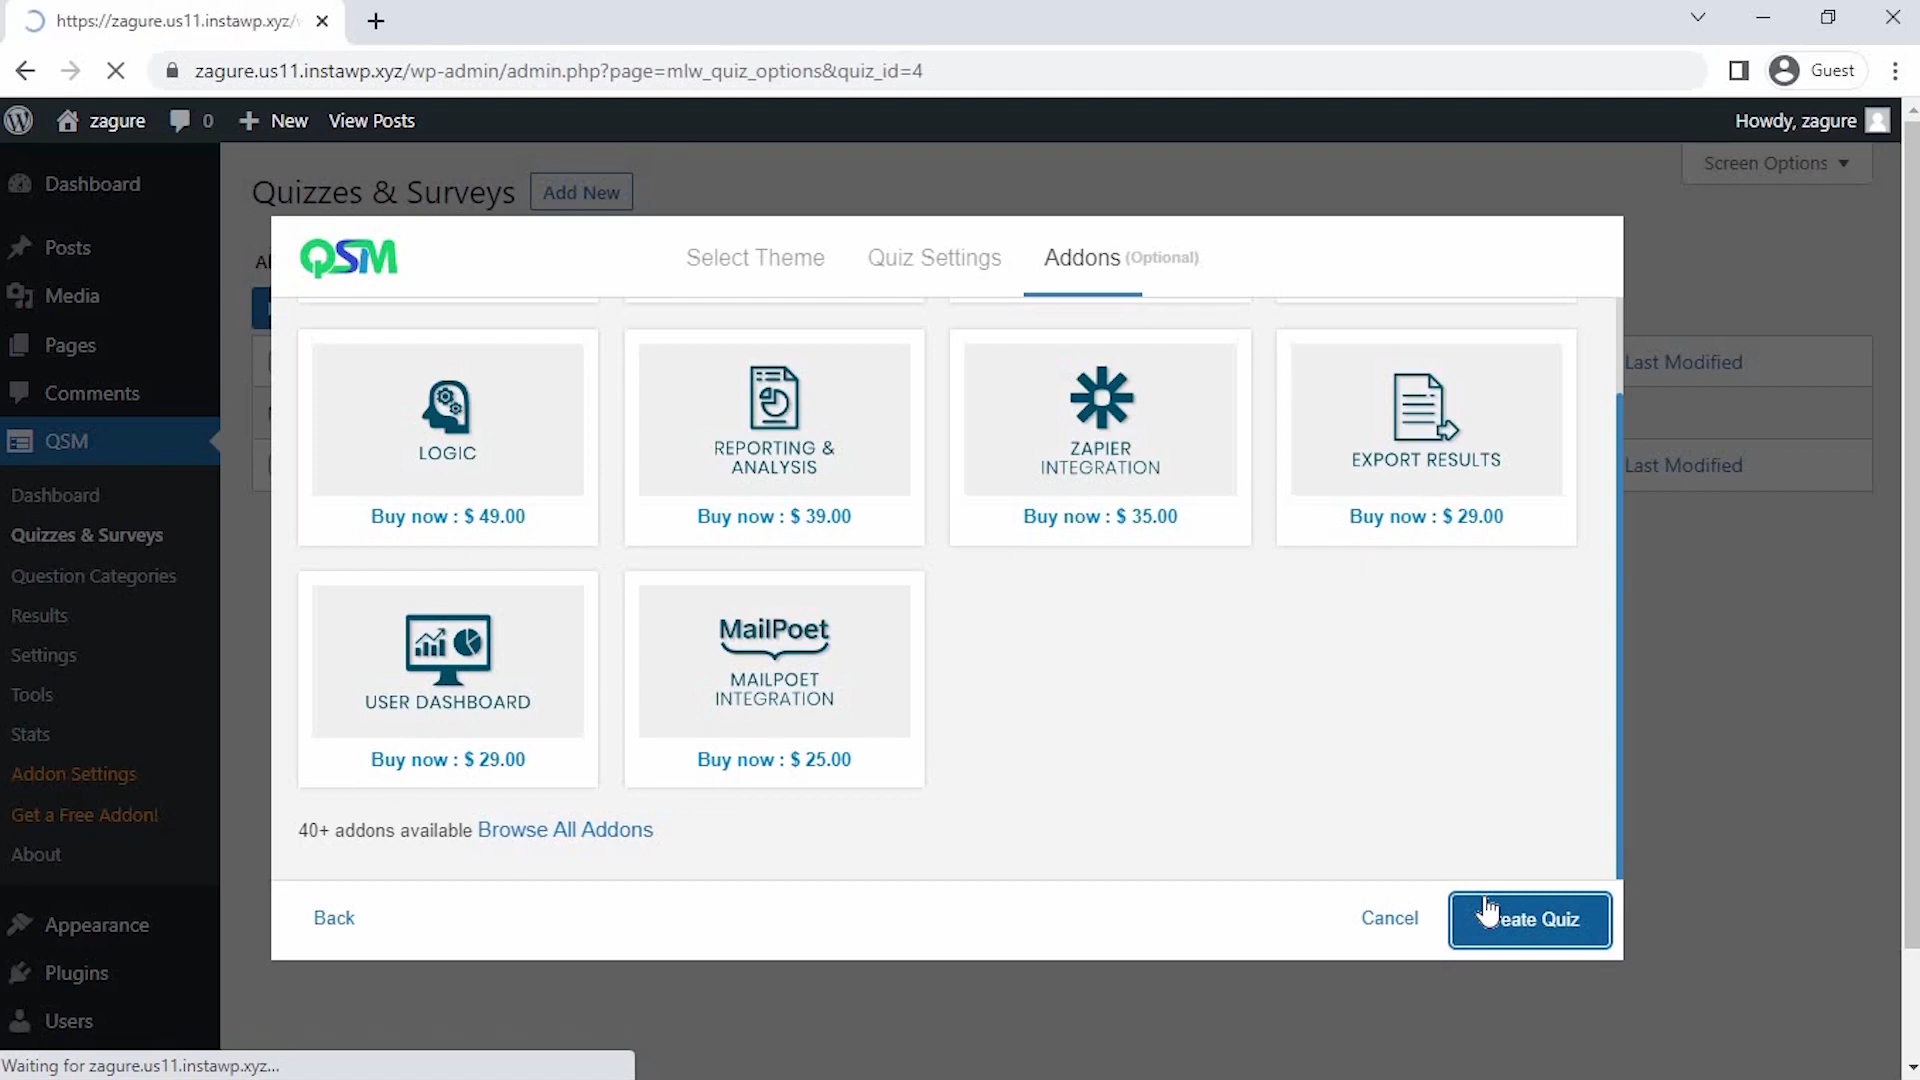 https://zagure.us11.instawp.xyz/
zagure.us11.instawp.xyz/wp-admin/admin.php?page=mlw_quiz_options&quiz_id=4
Guest
zagure
0
New
View Posts
Howdy, zagure
Dashboard
Posts
Media
Pages
Comments
QSM
Dashboard
Quizzes & Surveys
Question Categories
Results
Settings
Tools
Stats
Addon Settings
Get a Free Addon!
About
Appearance
Plugins
Users
Waiting for zagure.us11.instawp.xyz...
Quizzes & Surveys
Add New
Screen Options
Last Modified
Last Modified
QSM
Select Theme
Quiz Settings
Addons (Optional)
LOGIC
Buy now : $ 49.00
REPORTING &
ANALYSIS
Buy now : $ 39.00
ZAPIER
INTEGRATION
Buy now : $ 35.00
EXPORT RESULTS
Buy now : $ 29.00
USER DASHBOARD
Buy now : $ 29.00
MailPoet
MAILPOET
INTEGRATION
Buy now : $ 25.00
40+ addons available Browse All Addons
Back
Cancel
Create Quiz